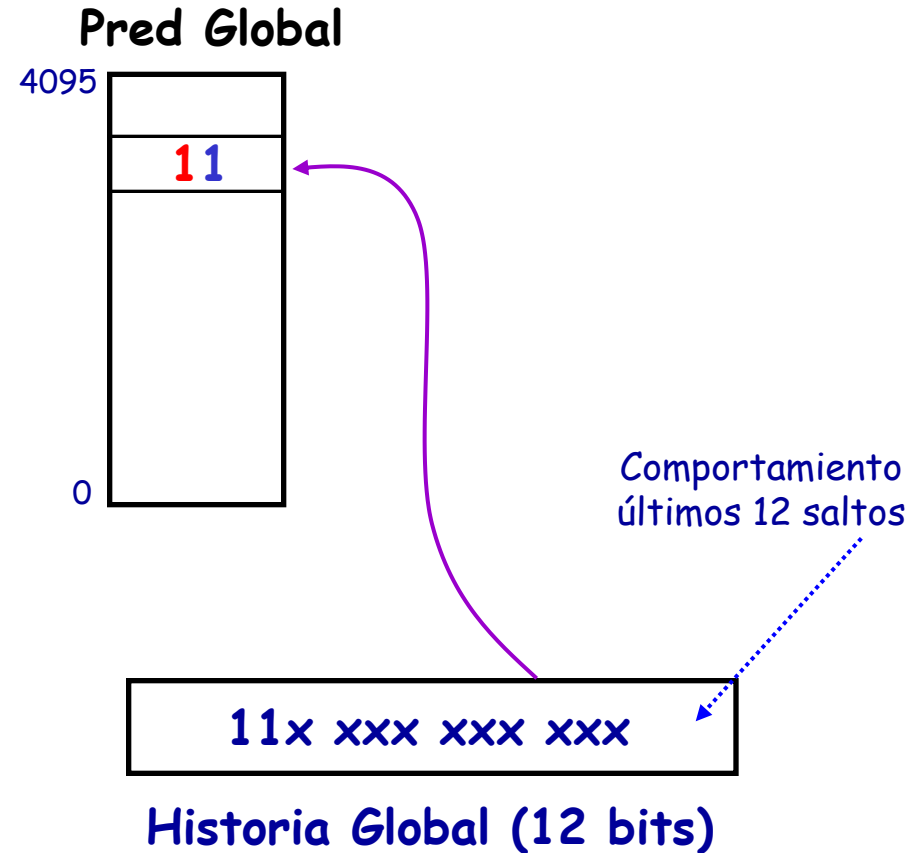 Pred Global
4095
11
0
Comportamiento
últimos 12 saltos
11x xxx xxx xxx
Historia Global (12 bits)